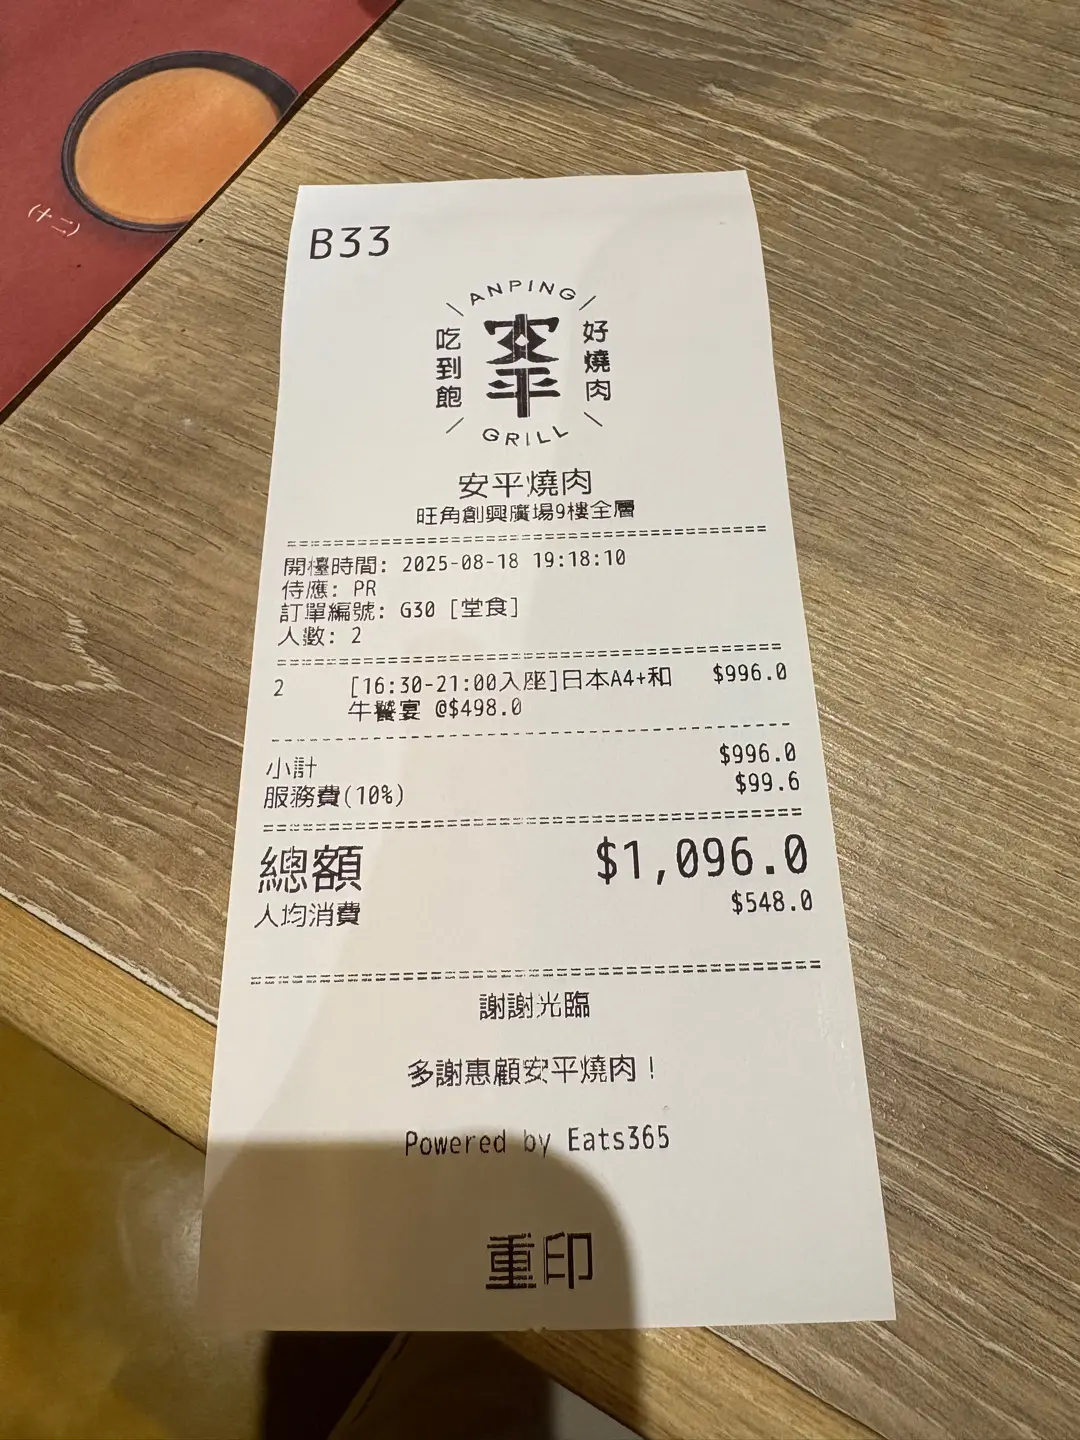 (十二)
B33
ANPING
吃到飽
安平
好燒肉
GRILL
安平燒肉
旺角創興廣場9樓全層
開檯時間: 2025-08-18 19:18:10
侍應: PR
訂單編號: G30 [堂食]
人數: 2
2 [16:30-21:00入座]日本A4+和 $996.0
牛饗宴 @$498.0
小計 $996.0
服務費(10%) $99.6
總額 $1,096.0
人均消費 $548.0
謝謝光臨
多謝惠顧安平燒肉！
Powered by Eats365
重印